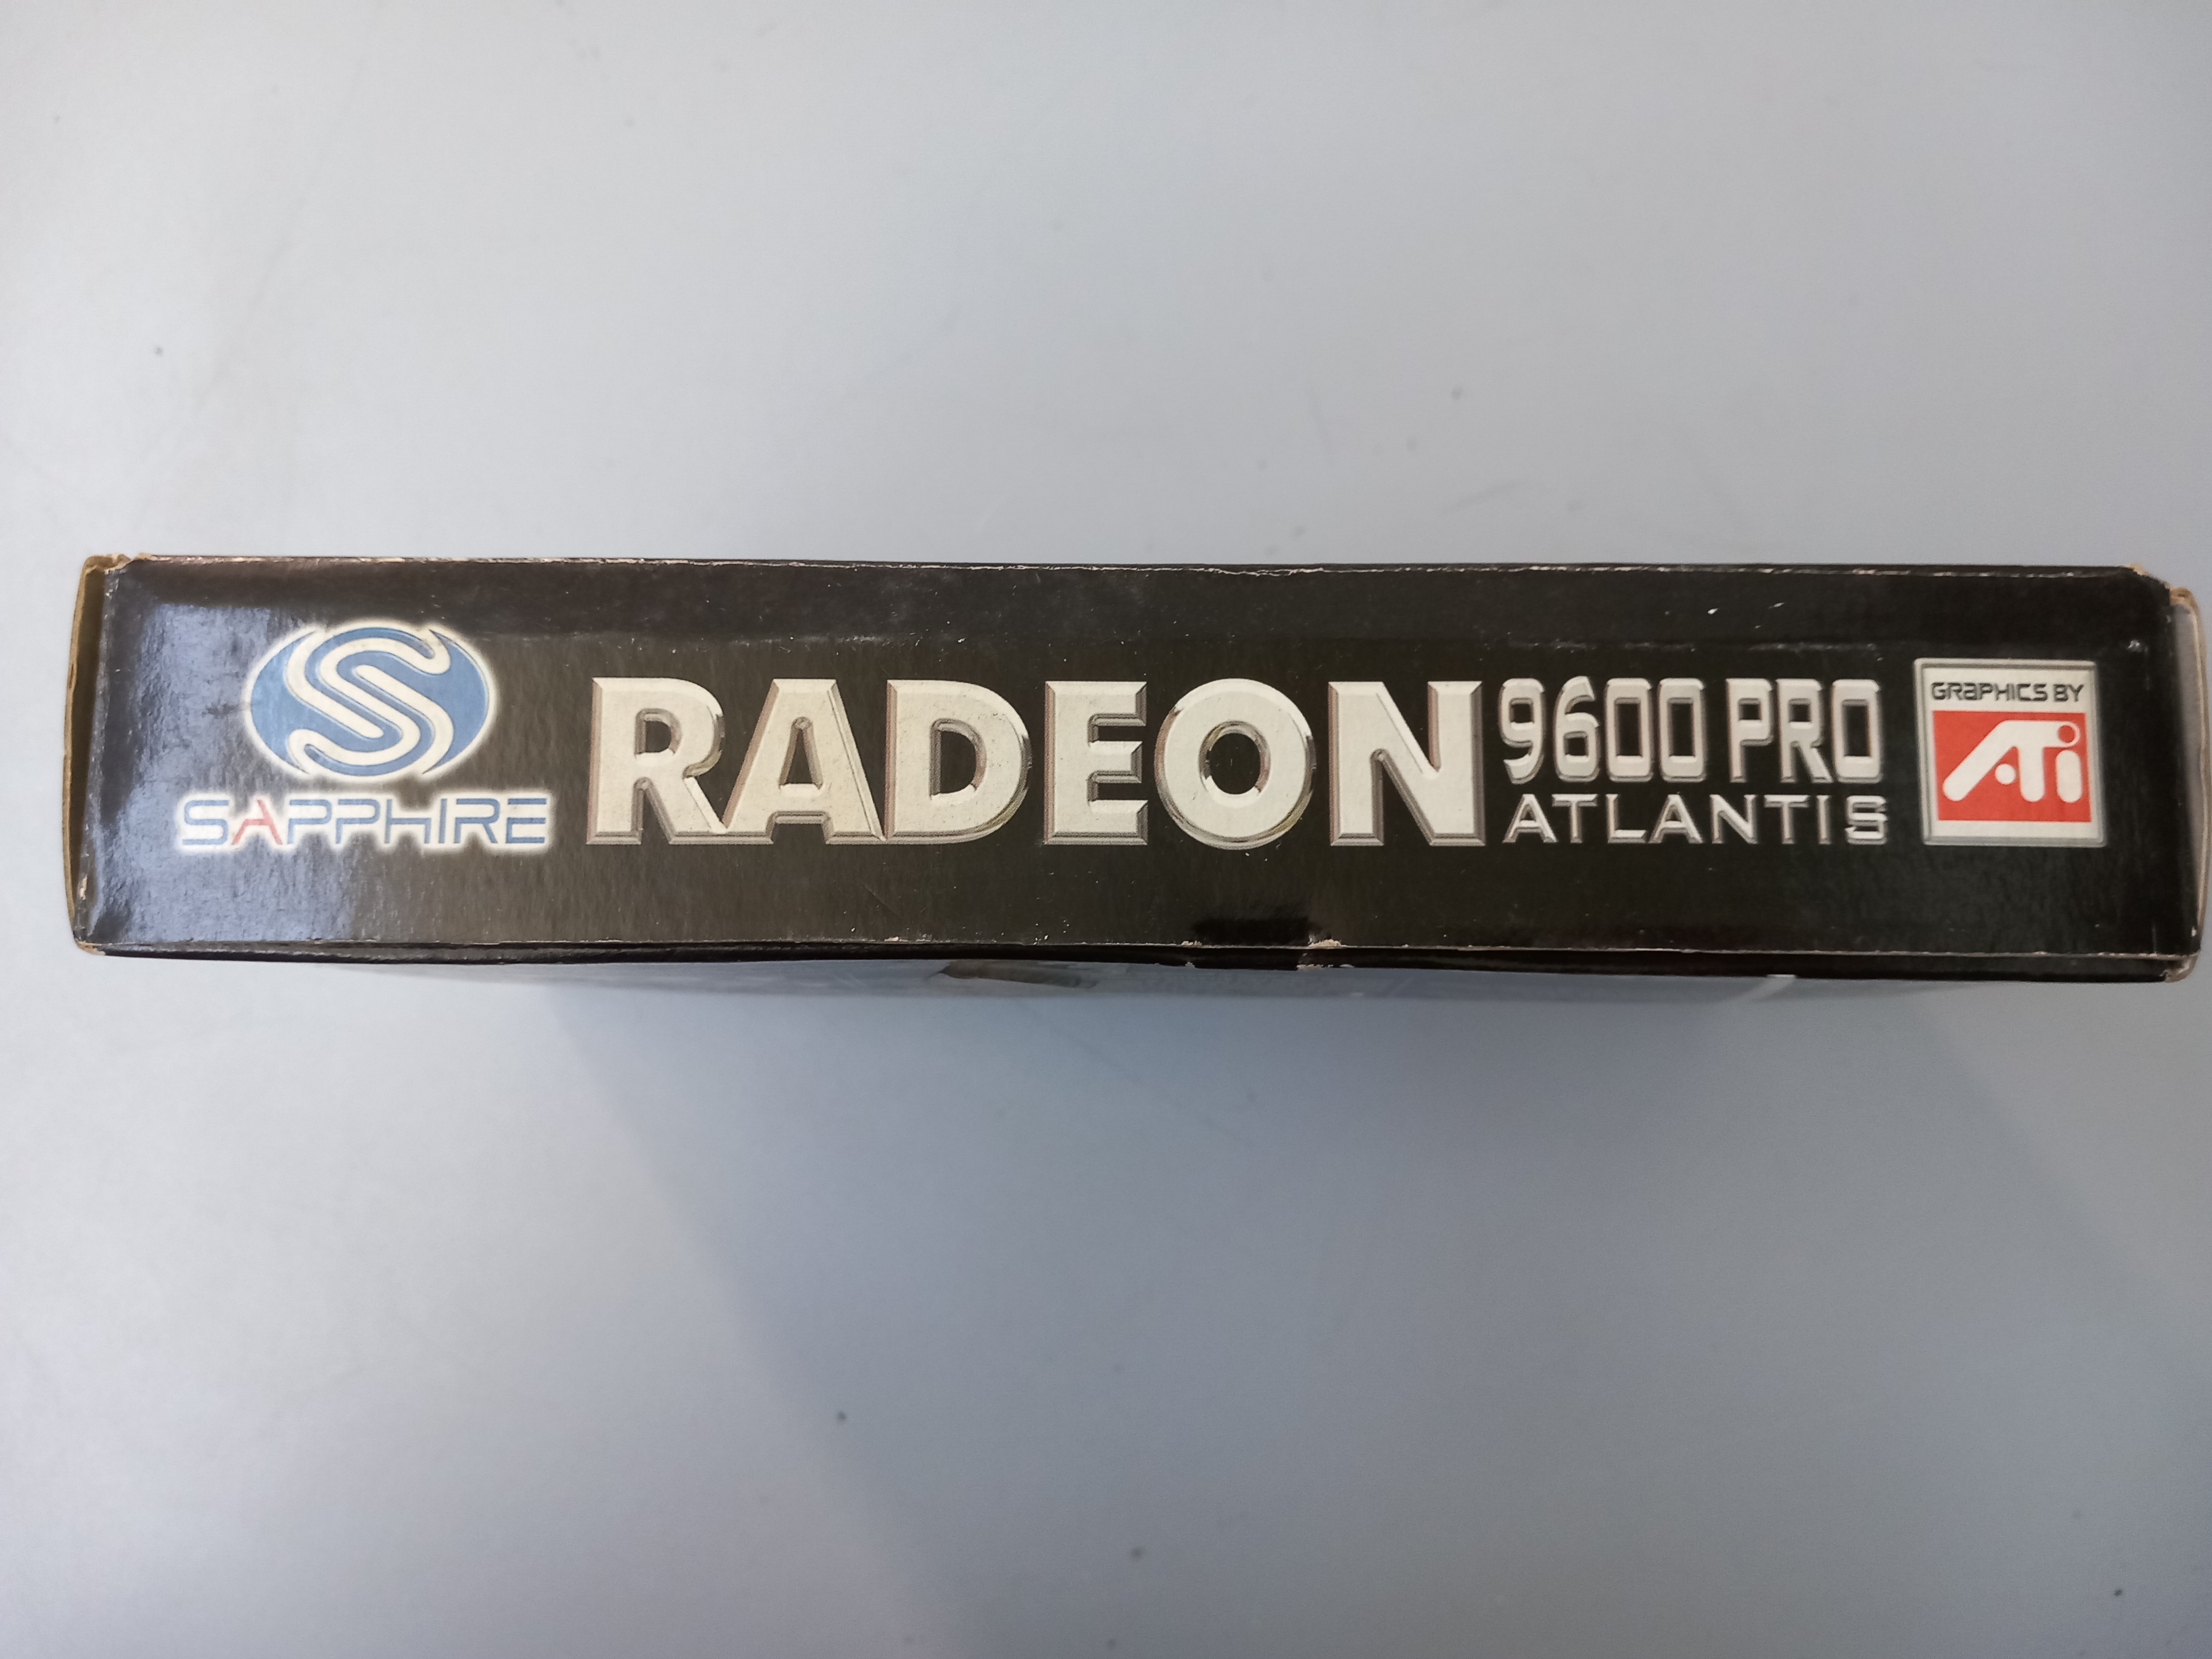 SAPPHIRE
RADEON
9600 PRO
ATLANTIS
GRAPHICS BY
ATi